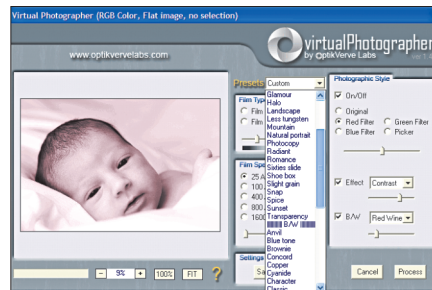 Virtual Photographer (RGB Color, Flat image, no selection)
www.optikvervelabs.com
virtualPhotographer
by OptikVerve Labs
Presets Custom
Glamour
Halo
Landscape
Less tungsten
Mountain
Natural portrait
Photocopy
Radiant
Romance
Sixties slide
Shoe box
Slight grain
Snap
Spice
Sunset
Transparency
B/W
Anvil
Blue tone
Brownie
Concord
Copper
Cyanide
Character
Classic
Film Typ
Film
Film
Film Spe
25 A
100
400
800
1600
Settings
Sa
Photographic Style
On/Off
Original
Red Filter Green Filter
Blue Filter Picker
Effect Contrast
B/W Red Wine
Cancel Process
- 9% + 100% FIT ?